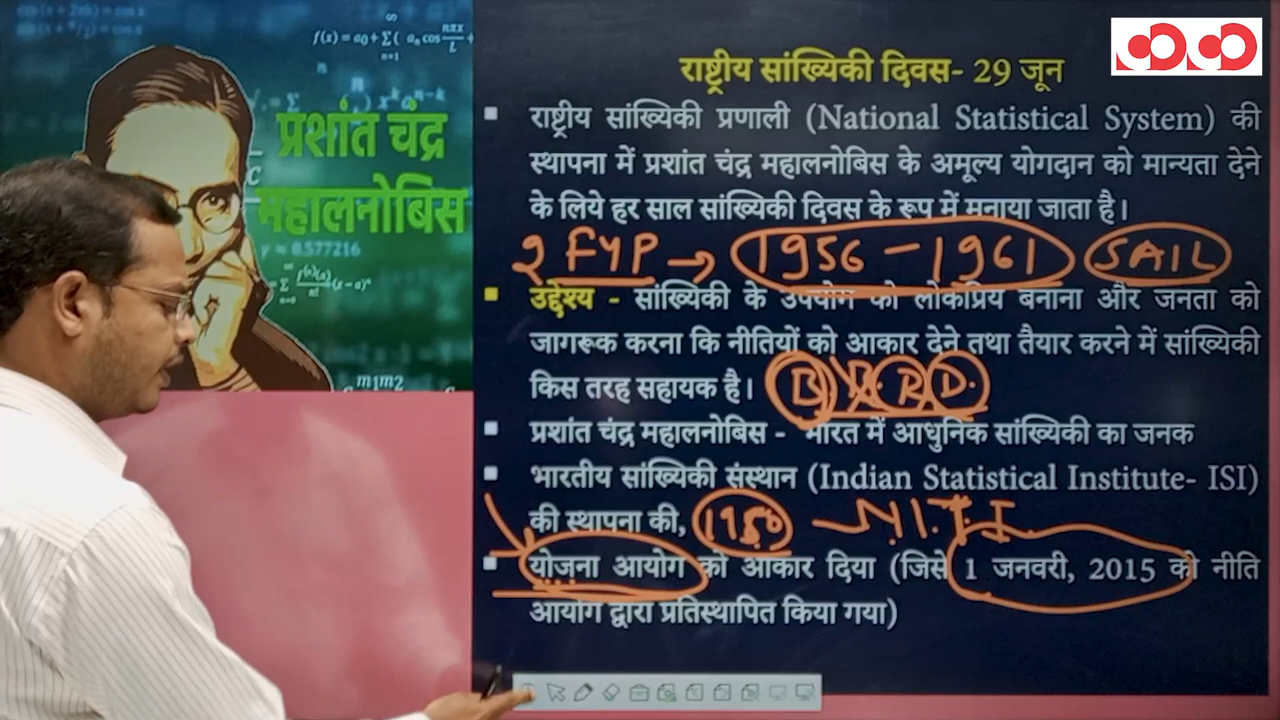 प्रशांत चंद्र
महालनोबिस
राष्ट्रीय सांख्यिकी दिवस- 29 जून
▪ राष्ट्रीय सांख्यिकी प्रणाली (National Statistical System) की
स्थापना में प्रशांत चंद्र महालनोबिस के अमूल्य योगदान को मान्यता देने
के लिये हर साल सांख्यिकी दिवस के रूप में मनाया जाता है।
2 FYP → 1956 - 1961 SAIL
▪ उद्देश्य - सांख्यिकी के उपयोग को लोकप्रिय बनाना और जनता को
जागरूक करना कि नीतियों को आकार देने तथा तैयार करने में सांख्यिकी
किस तरह सहायक है।
▪ प्रशांत चंद्र महालनोबिस - भारत में आधुनिक सांख्यिकी का जनक
▪ भारतीय सांख्यिकी संस्थान (Indian Statistical Institute- ISI)
की स्थापना की, 1950
▪ योजना आयोग को आकार दिया (जिसे 1 जनवरी, 2015 को नीति
आयोग द्वारा प्रतिस्थापित किया गया)